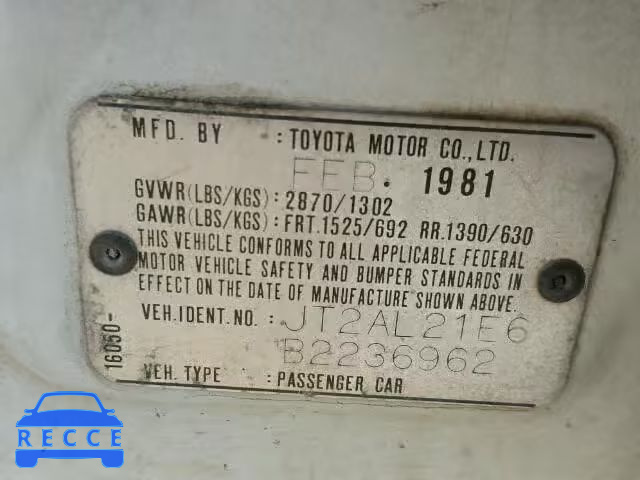 MFD. BY : TOYOTA MOTOR CO., LTD.
FEB. 1981
GVWR(LBS/KGS): 2870/1302
GAWR(LBS/KGS): FRT.1525/692 RR.1390/630
THIS VEHICLE CONFORMS TO ALL APPLICABLE FEDERAL
MOTOR VEHICLE SAFETY AND BUMPER STANDARDS IN
EFFECT ON THE DATE OF MANUFACTURE SHOWN ABOVE.
VEH.IDENT.NO. : JT2AL21E6
B2236962
VEH. TYPE : PASSENGER CAR
16050-
RECCE